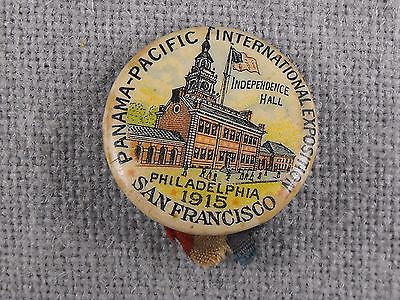 PANAMA-PACIFIC INTERNATIONAL EXPOSITION
INDEPENDENCE
HALL
PHILADELPHIA
1915
SAN FRANCISCO